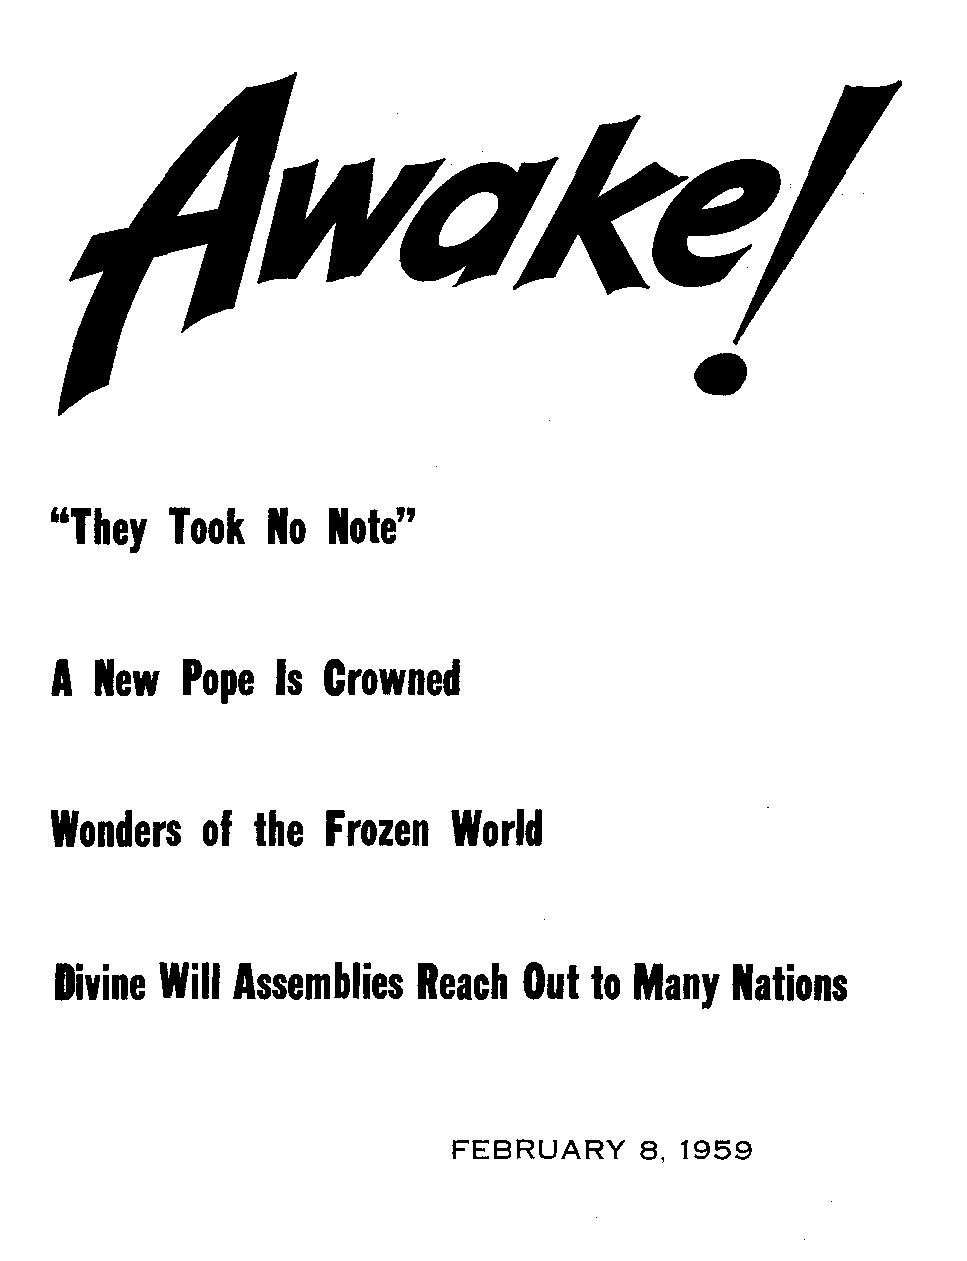 Awake!
“They Took No Note”
A New Pope Is Crowned
Wonders of the Frozen World
Divine Will Assemblies Reach Out to Many Nations
FEBRUARY 8, 1959